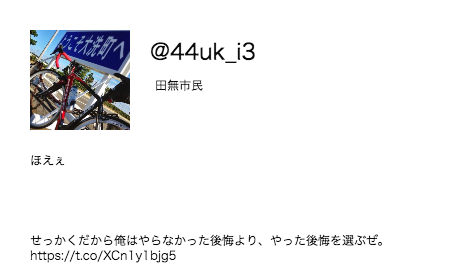 ようこそ大洗町へ
@44uk_i3
田無市民
ほえぇ
せっかくだから俺はやらなかった後悔より、やった後悔を選ぶぜ。
https://t.co/XCn1y1bjg5